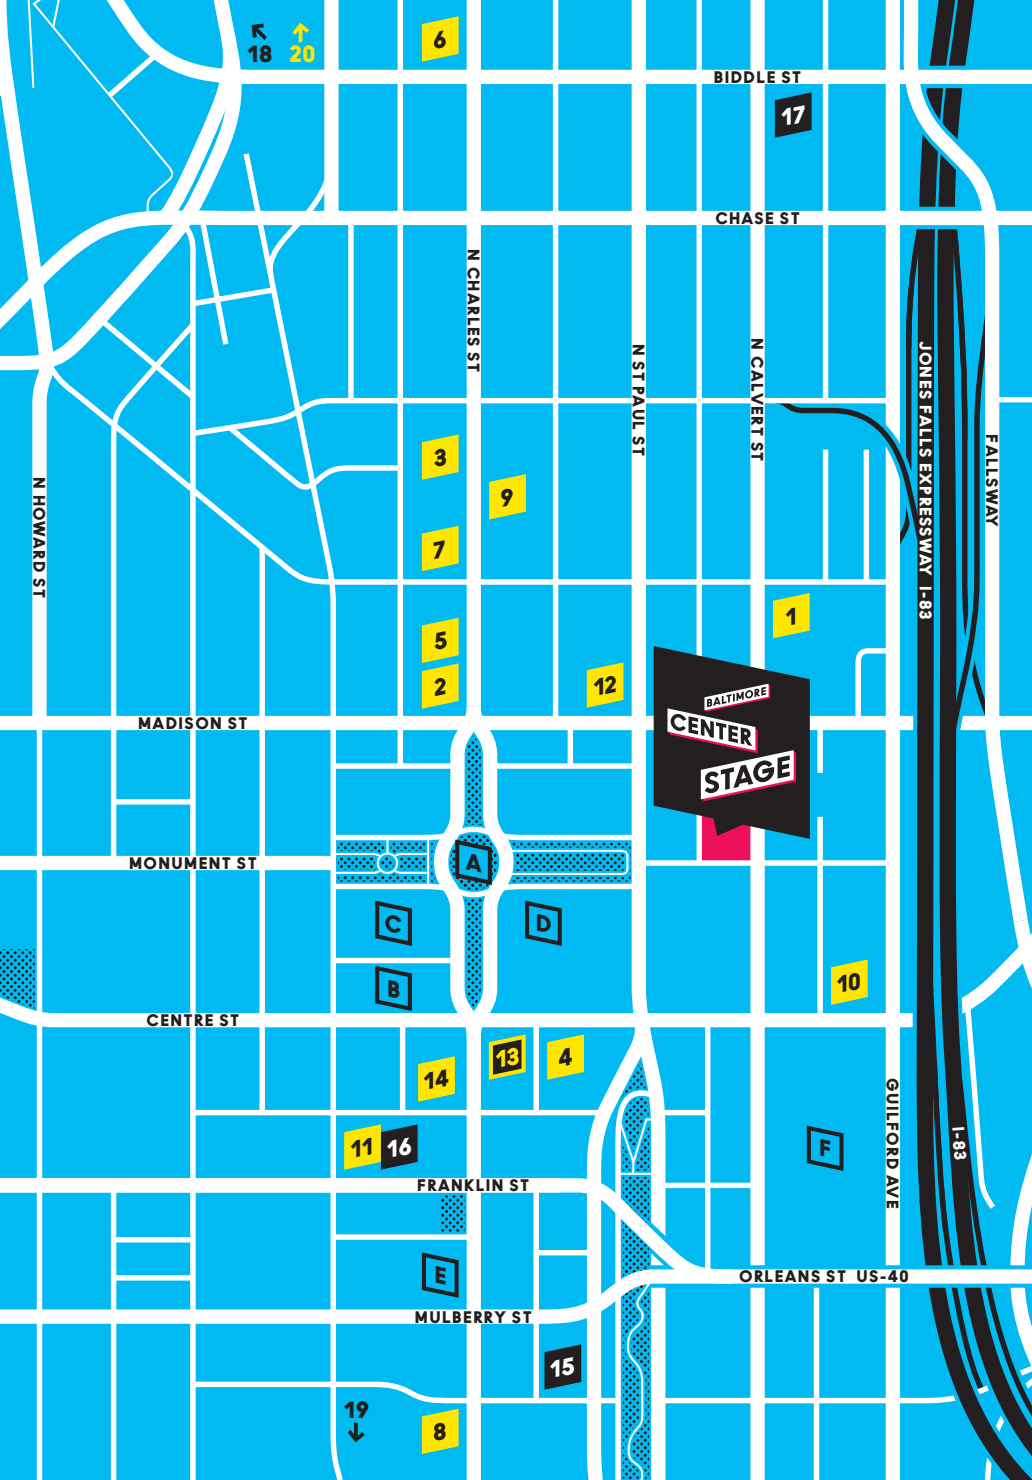 18
20
6
BIDDLE ST
17
CHASE ST
N CHARLES ST
N ST PAUL ST
N CALVERT ST
JONES FALLS EXPRESSWAY I-83
FALLSWAY
N HOWARD ST
3
9
7
1
5
2
12
BALTIMORE
CENTER
STAGE
MADISON ST
MONUMENT ST
A
C
D
B
10
CENTRE ST
13
4
14
11
16
F
GUILFORD AVE
I-83
FRANKLIN ST
E
ORLEANS ST US-40
MULBERRY ST
15
19
8